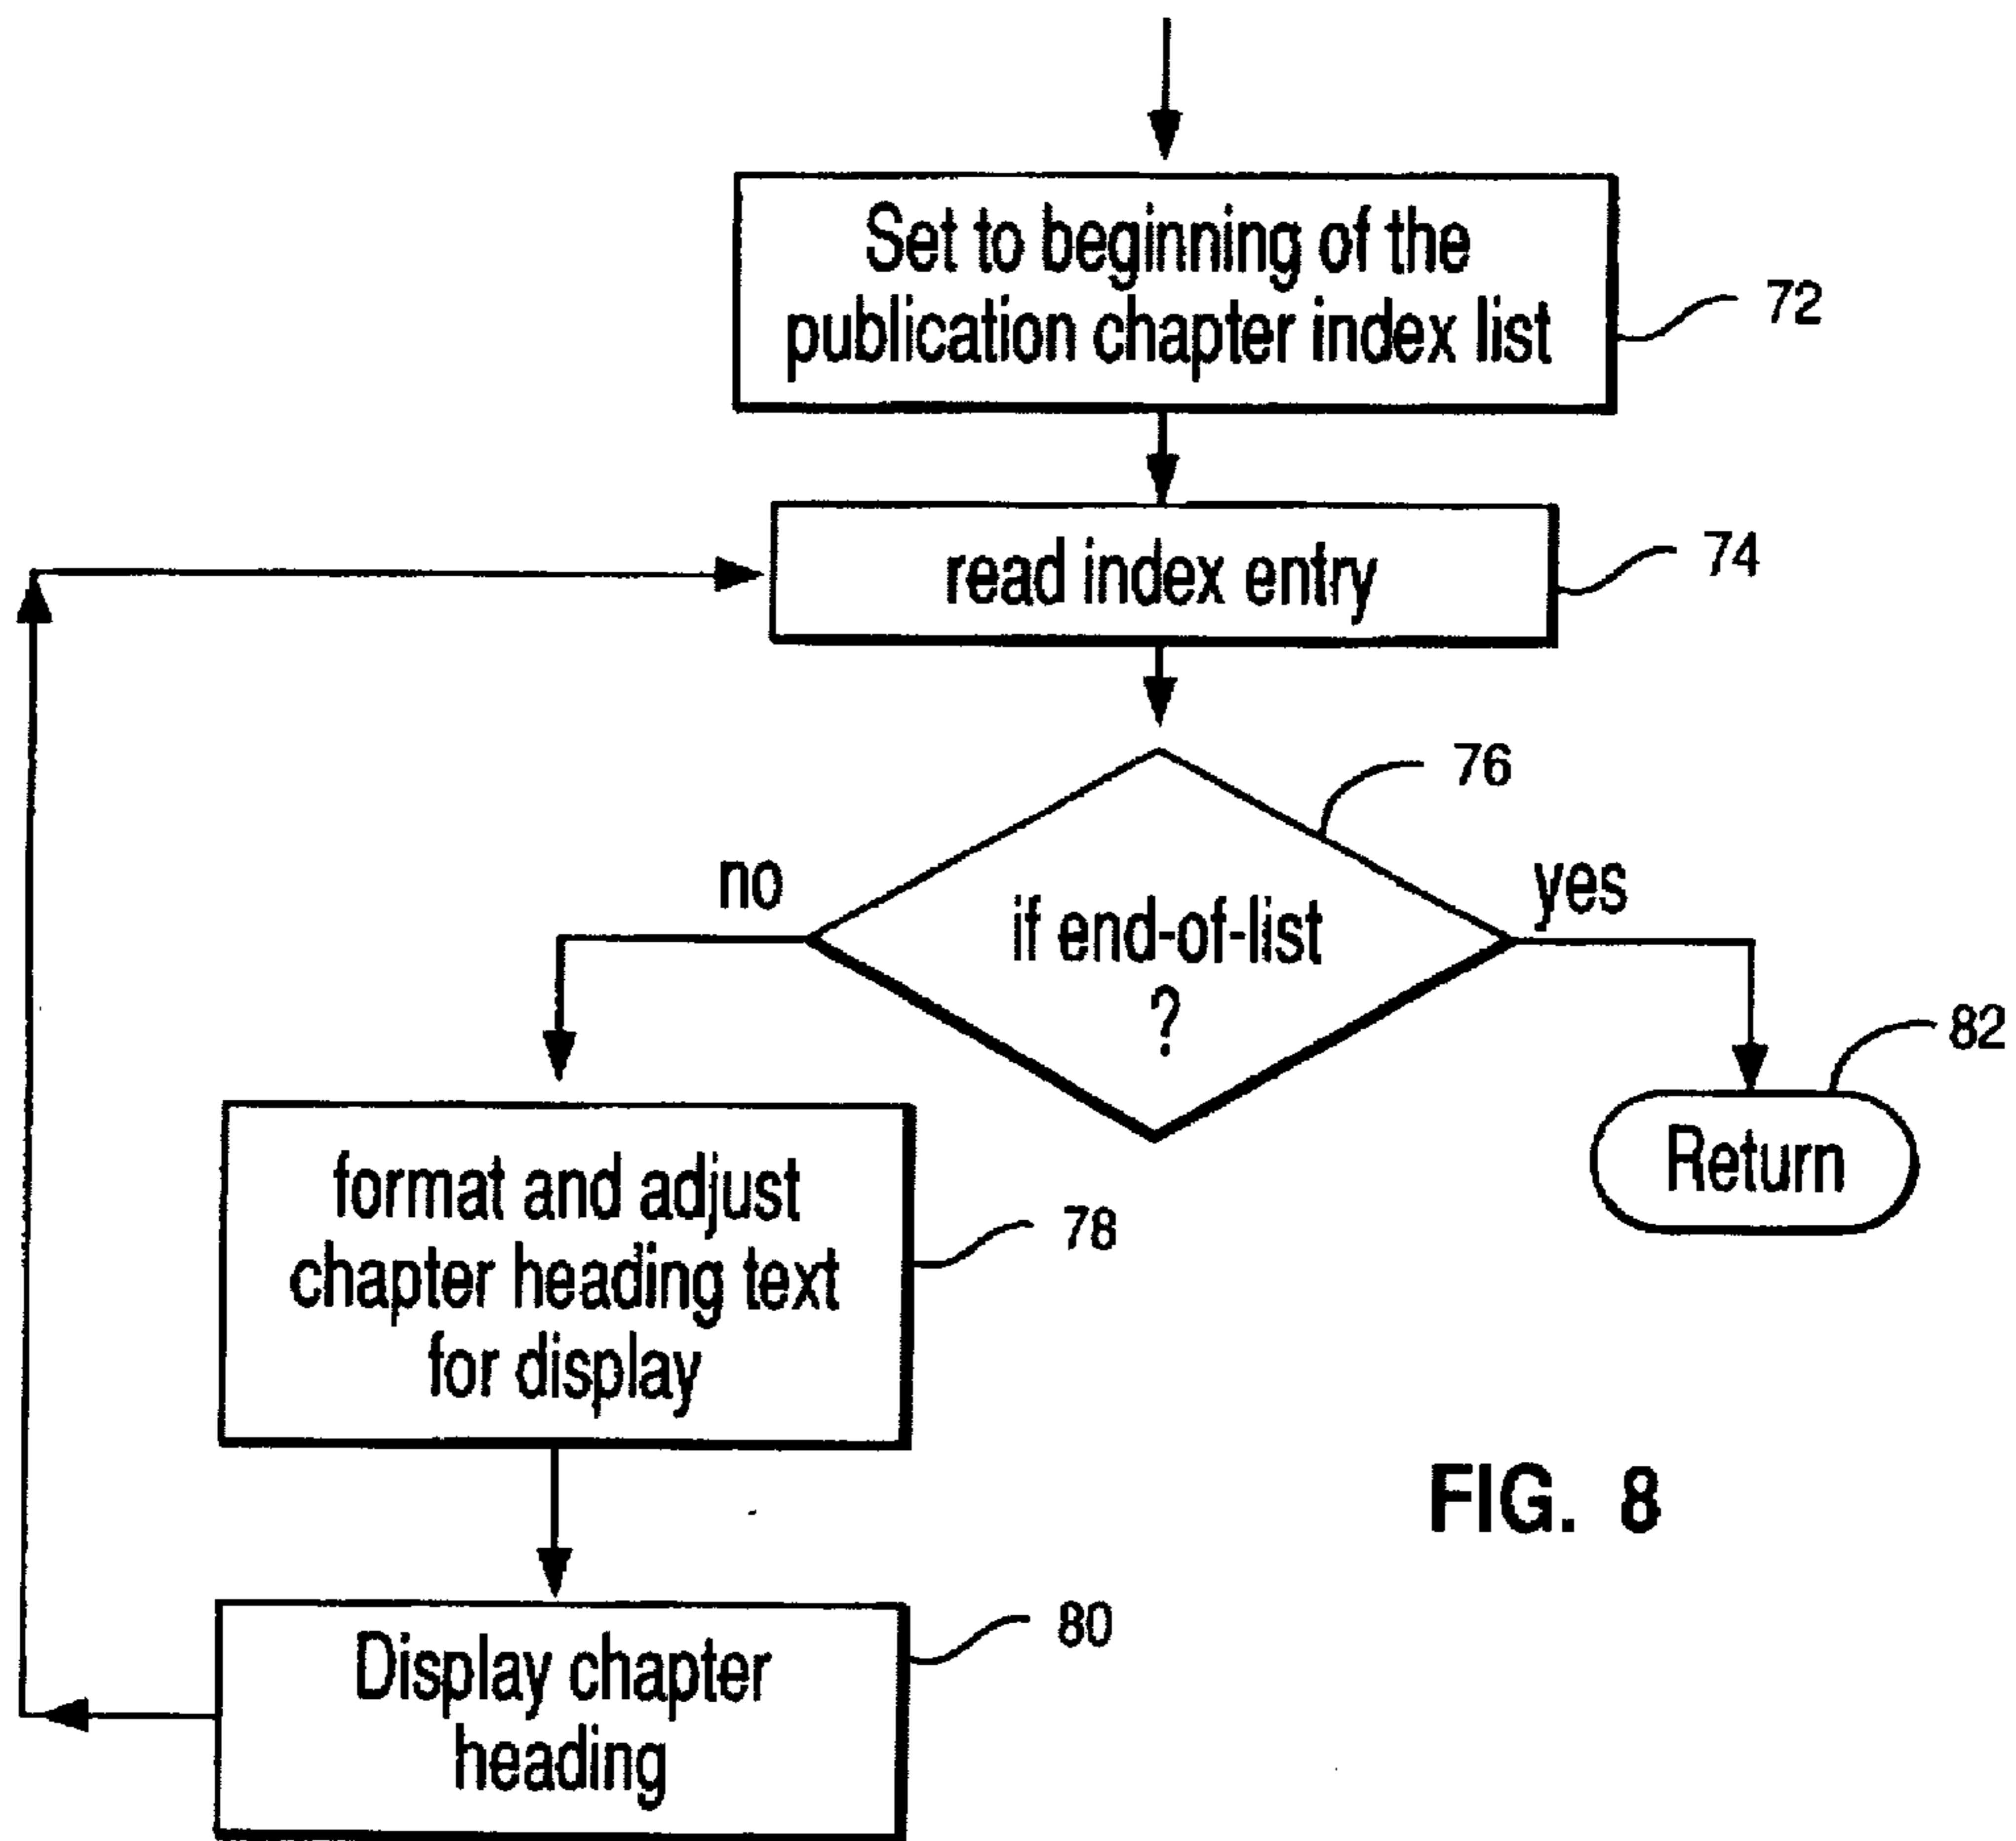 Set to beginning of the
publication chapter index list
72
read index entry
74
76
no
yes
if end-of-list
?
82
Return
format and adjust
chapter heading text
for display
78
FIG. 8
80
Display chapter
heading